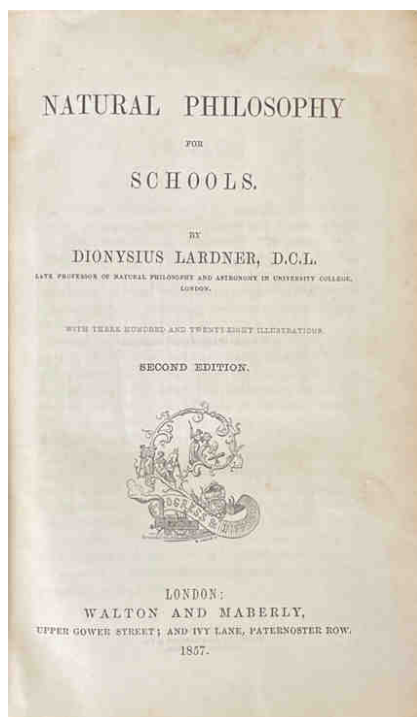 NATURAL PHILOSOPHY
FOR
SCHOOLS.
BY
DIONYSIUS LARDNER, D.C.L.
LATE PROFESSOR OF NATURAL PHILOSOPHY AND ASTRONOMY IN UNIVERSITY COLLEGE,
LONDON.
WITH THREE HUNDRED AND TWENTY-EIGHT ILLUSTRATIONS.
SECOND EDITION.
LONDON:
WALTON AND MABERLY,
UPPER GOWER STREET; AND IVY LANE, PATERNOSTER ROW.
1857.